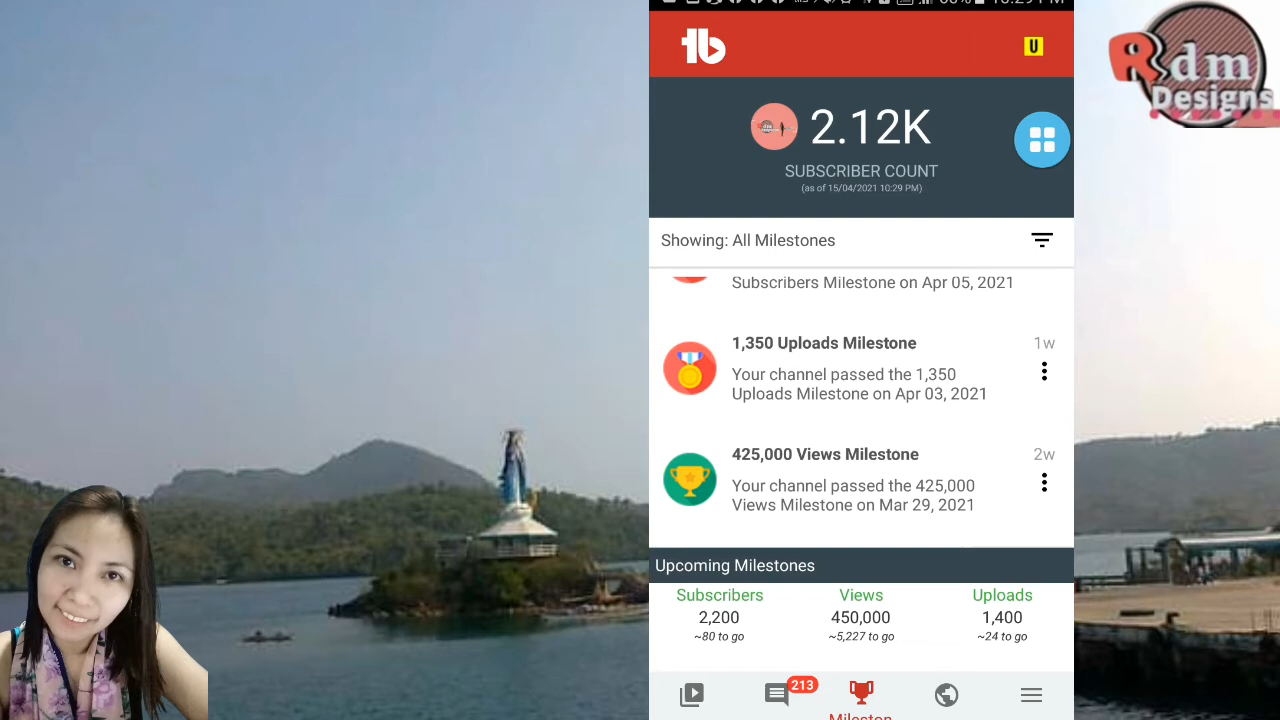 10:29 PM
tb
U
Rdm
Designs
2.12K
SUBSCRIBER COUNT
(as of 15/04/2021 10:29 PM)
Showing: All Milestones
Subscribers Milestone on Apr 05, 2021
1,350 Uploads Milestone 1w
Your channel passed the 1,350
Uploads Milestone on Apr 03, 2021
425,000 Views Milestone 2w
Your channel passed the 425,000
Views Milestone on Mar 29, 2021
Upcoming Milestones
Subscribers Views Uploads
2,200 450,000 1,400
~80 to go ~5,227 to go ~24 to go
213